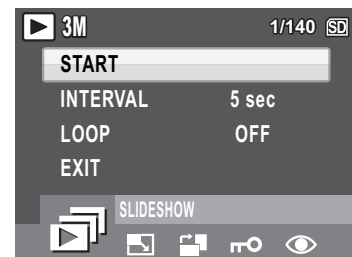 3M 1/140 SD
START
INTERVAL 5 sec
LOOP OFF
EXIT
SLIDESHOW